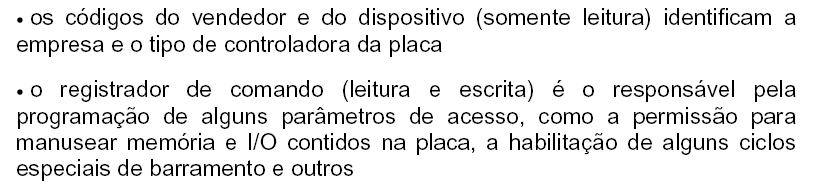 • os códigos do vendedor e do dispositivo (somente leitura) identificam a
empresa e o tipo de controladora da placa
• o registrador de comando (leitura e escrita) é o responsável pela
programação de alguns parâmetros de acesso, como a permissão para
manusear memória e I/O contidos na placa, a habilitação de alguns ciclos
especiais de barramento e outros